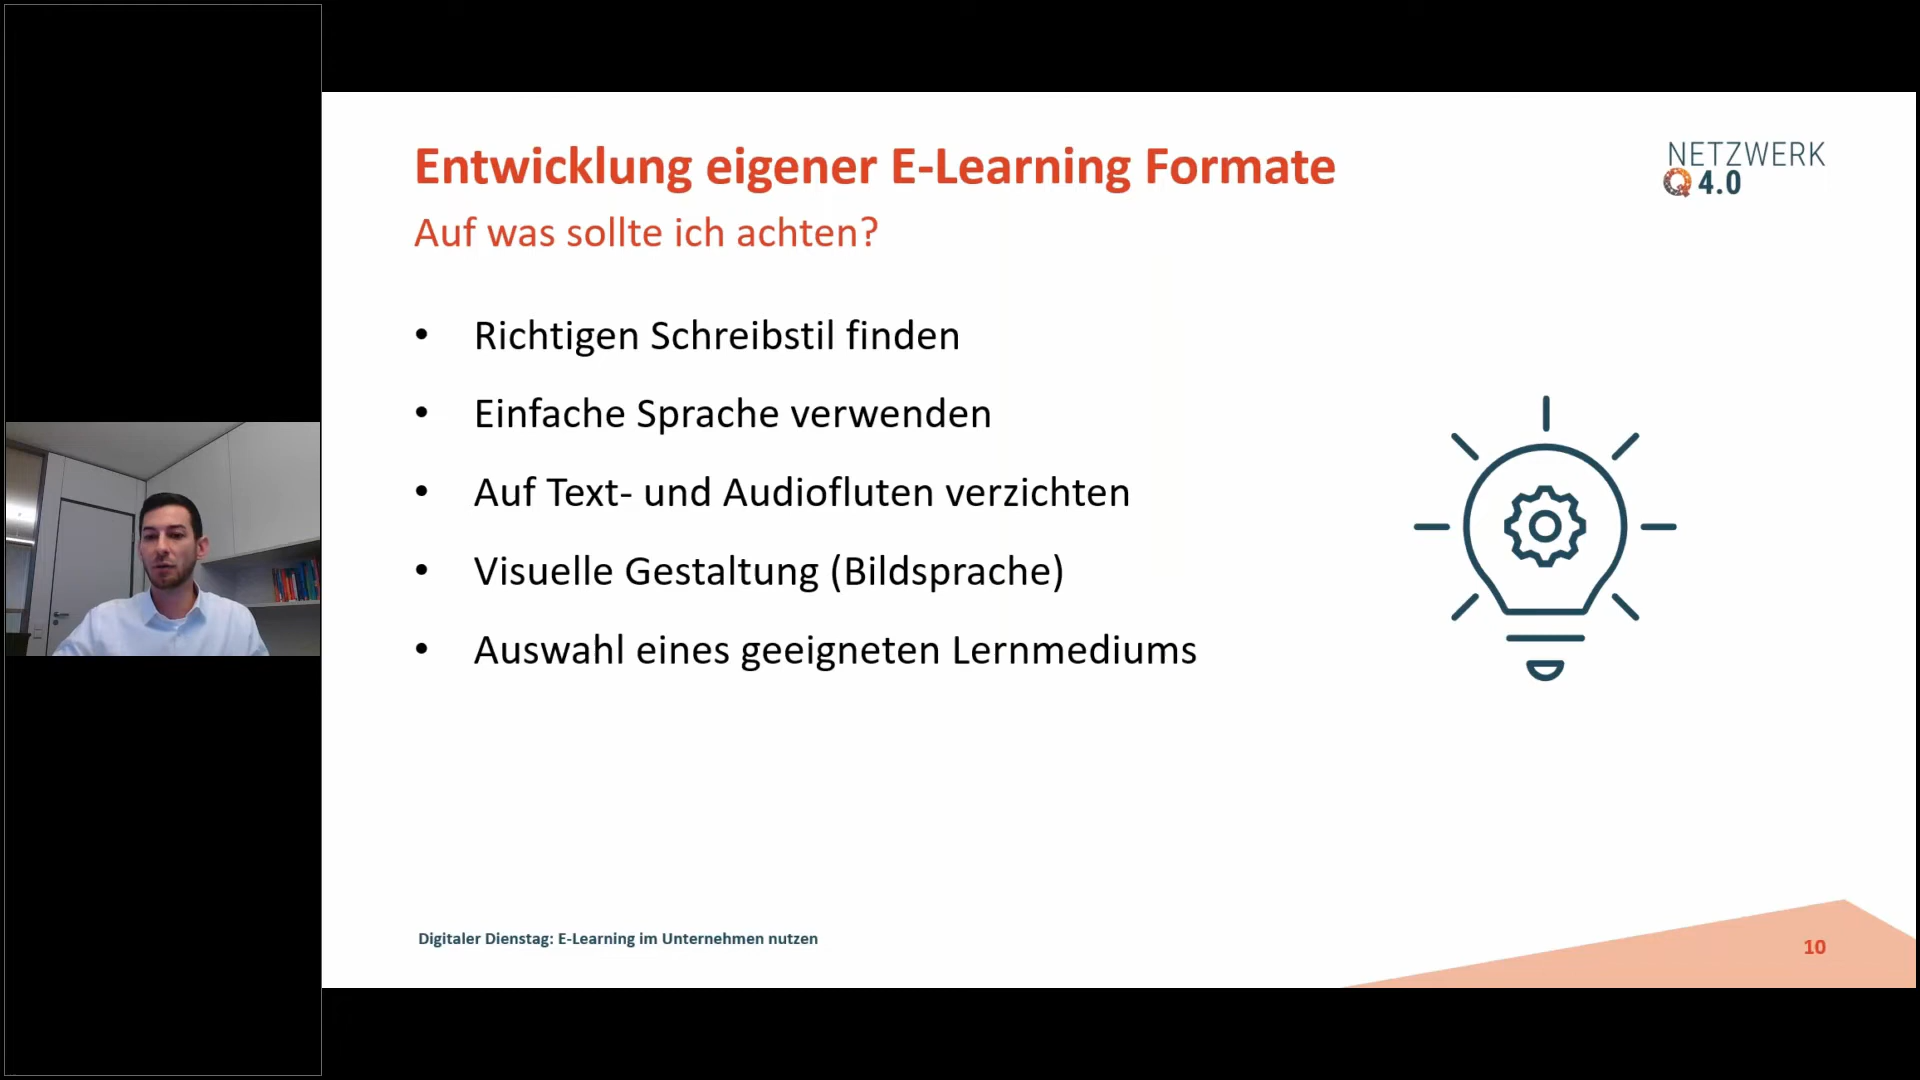 Entwicklung eigener E-Learning Formate
Auf was sollte ich achten?
NETZWERK
Q 4.0
• Richtigen Schreibstil finden
• Einfache Sprache verwenden
• Auf Text- und Audiofluten verzichten
• Visuelle Gestaltung (Bildsprache)
• Auswahl eines geeigneten Lernmediums
Digitaler Dienstag: E-Learning im Unternehmen nutzen
10